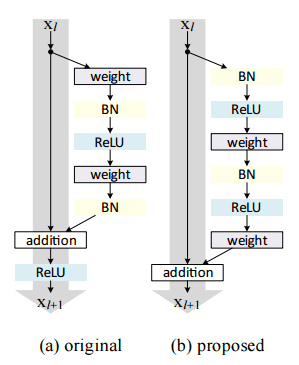 x_l
weight
BN
ReLU
weight
BN
addition
ReLU
x_{l+1}
(a) original
x_l
BN
ReLU
weight
BN
ReLU
weight
addition
x_{l+1}
(b) proposed